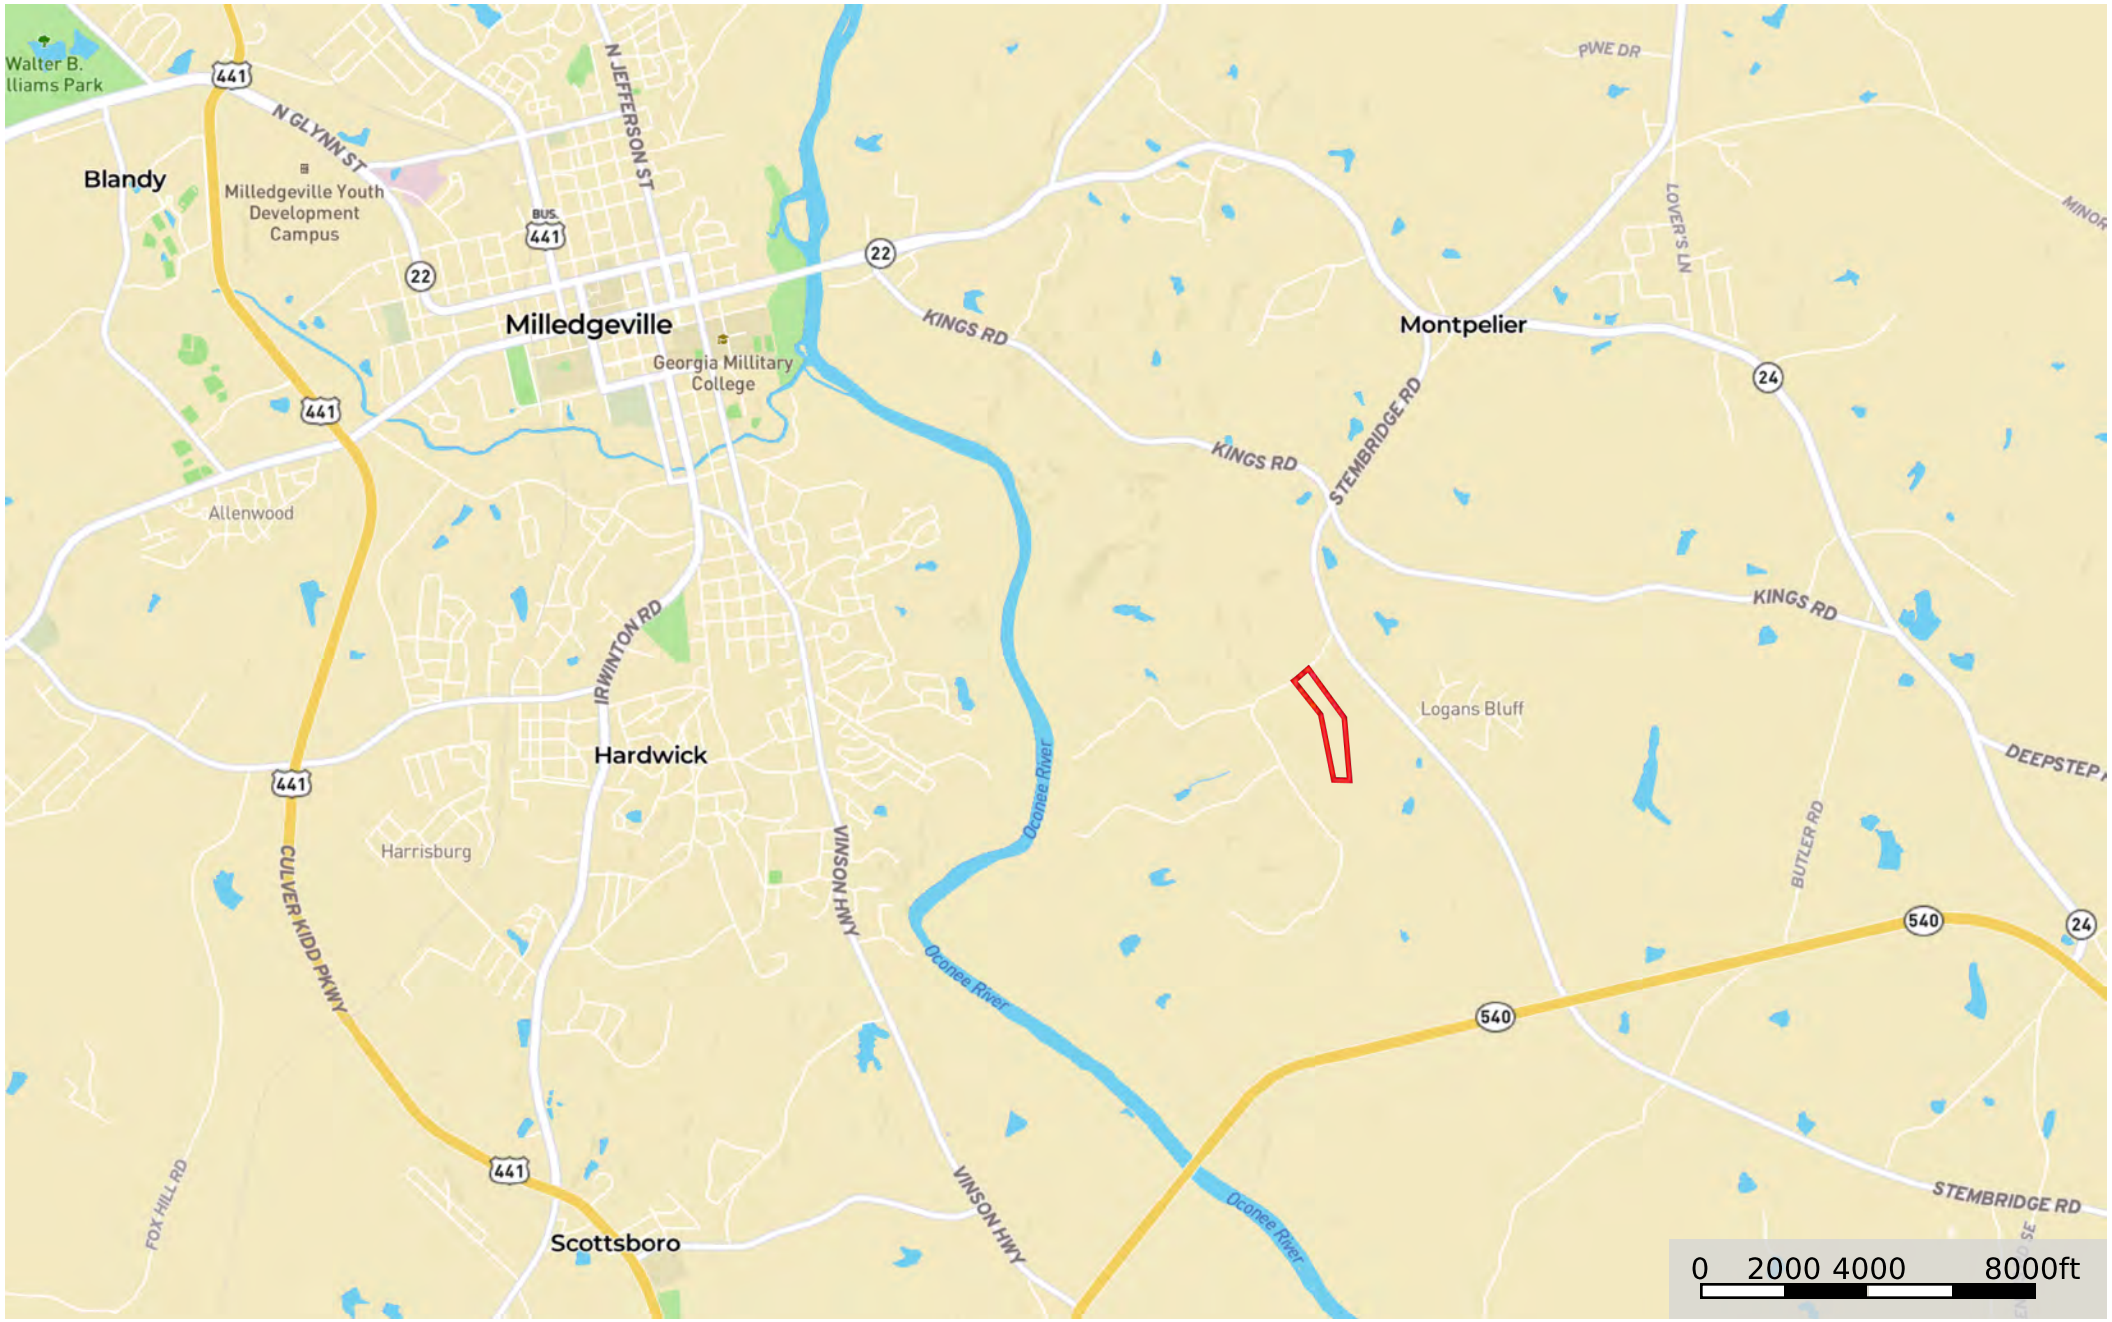 Walter B.
lliams Park
441
N GLYNN ST
N JEFFERSON ST
PWE DR
Blandy
Milledgeville Youth
Development
Campus
BUS.
441
22
22
LOVER'S LN
MINOR
Milledgeville
Georgia Millitary
College
KINGS RD
Montpelier
24
441
STEMBRIDGE RD
KINGS RD
Allenwood
KINGS RD
IRWINTON RD
Logans Bluff
Hardwick
441
Oconee River
DEEPSTEP
BUTLER RD
Harrisburg
VINSON HWY
CULVER KIDD PKWY
540
24
Oconee River
540
441
FOX HILL RD
VINSON HWY
Oconee River
STEMBRIDGE RD
SE
Scottsboro
0 2000 4000 8000ft